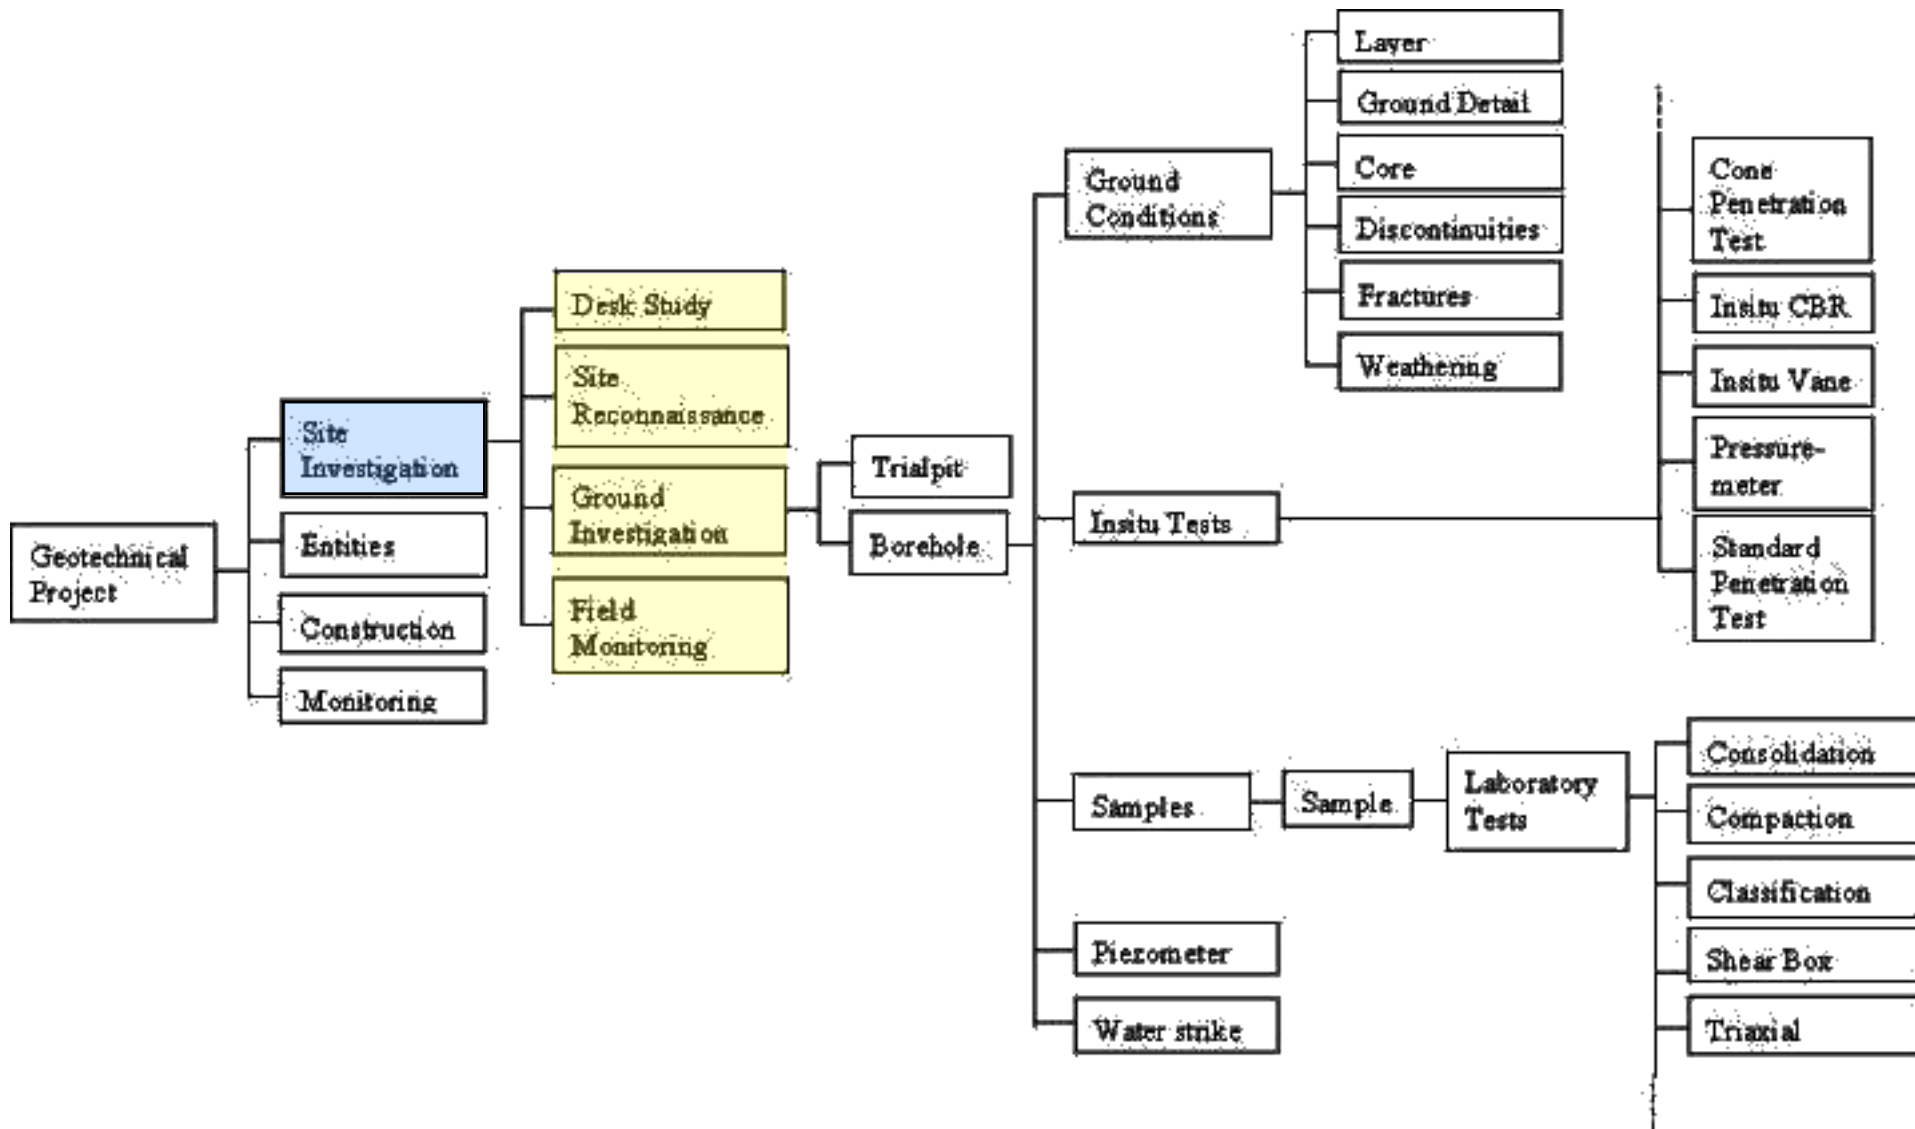 Geotechnical
Project
Site
Investigation
Entities
Construction
Monitoring
Desk Study
Site
Reconnaissance
Ground
Investigation
Field
Monitoring
Trialpit
Borehole
Ground
Conditions
Insitu Tests
Samples
Piezometer
Water strike
Layer
Ground Detail
Core
Discontinuities
Fractures
Weathering
Sample
Laboratory
Tests
Cone
Penetration
Test
Insitu CBR
Insitu Vane
Pressure-
meter
Standard
Penetration
Test
Consolidation
Compaction
Classification
Shear Box
Triaxial